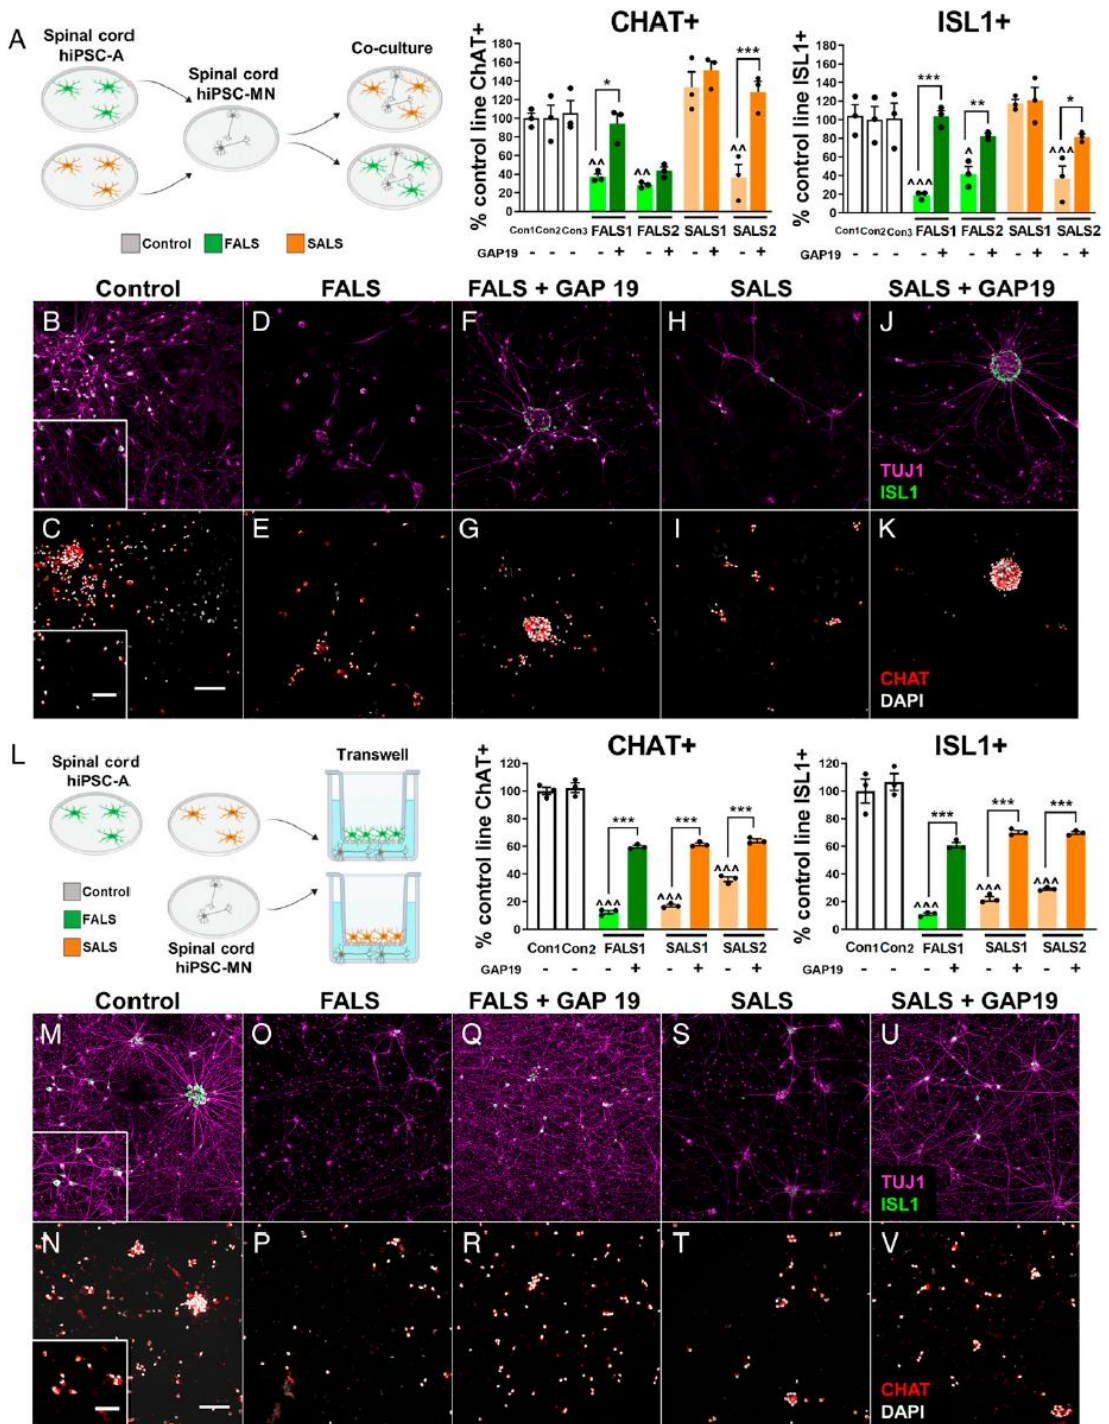 A
Spinal cord
hiPSC-A
Spinal cord
hiPSC-MN
Co-culture
Control FALS SALS
CHAT+
% control line ChAT+
180
160
140
120
100
80
60
40
20
0
^^ * ^^ ^^ ***
Con1 Con2 Con3 FALS1 FALS2 SALS1 SALS2
GAP19 - - - - + - + - + - +
ISL1+
% control line ISL1+
180
160
140
120
100
80
60
40
20
0
^^^ *** ^ ** ^^^ *
Con1 Con2 Con3 FALS1 FALS2 SALS1 SALS2
GAP19 - - - - + - + - + - +
Control FALS FALS + GAP 19 SALS SALS + GAP19
B D F H J
TUJ1
ISL1
C E G I K
CHAT
DAPI
L
Spinal cord
hiPSC-A
Spinal cord
hiPSC-MN
Transwell
Control
FALS
SALS
CHAT+
% control line ChAT+
120
100
80
60
40
20
0
^^^ *** ^^^ *** ^^^ ***
Con1 Con2 FALS1 SALS1 SALS2
GAP19 - - - + - + - +
ISL1+
% control line ISL1+
120
100
80
60
40
20
0
^^^ *** ^^^ *** ^^^ ***
Con1 Con2 FALS1 SALS1 SALS2
GAP19 - - - + - + - +
Control FALS FALS + GAP 19 SALS SALS + GAP19
M O Q S U
TUJ1
ISL1
N P R T V
CHAT
DAPI